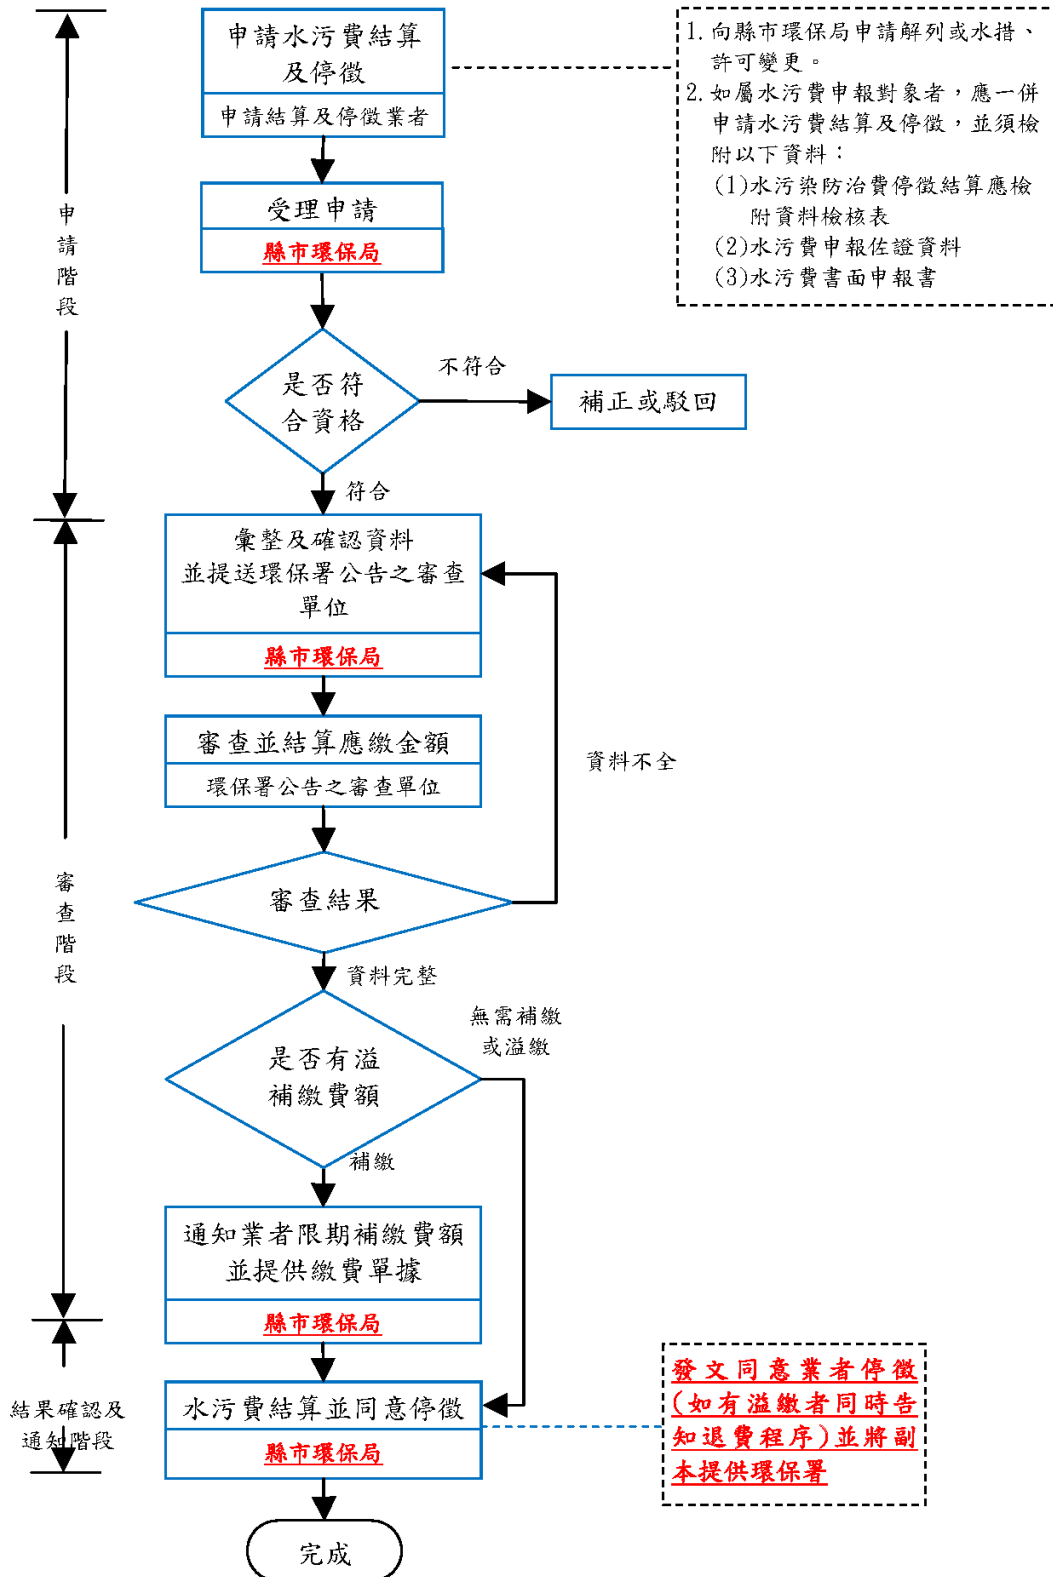 申請水污費結算
及停徵
申請結算及停徵業者
1. 向縣市環保局申請解列或水措、
許可變更。
2. 如屬水污費申報對象者，應一併
申請水污費結算及停徵，並須檢
附以下資料：
(1)水污染防治費停徵結算應檢
附資料檢核表
(2)水污費申報佐證資料
(3)水污費書面申報書
受理申請
縣市環保局
申
請
階
段
是否符
合資格
不符合
補正或駁回
符合
彙整及確認資料
並提送環保署公告之審查
單位
縣市環保局
審查並結算應繳金額
環保署公告之審查單位
資料不全
審查結果
審
查
階
段
資料完整
無需補繳
或溢繳
是否有溢
補繳費額
補繳
通知業者限期補繳費額
並提供繳費單據
縣市環保局
結果確認及
通知階段
水污費結算並同意停徵
縣市環保局
發文同意業者停徵
(如有溢繳者同時告
知退費程序)並將副
本提供環保署
完成